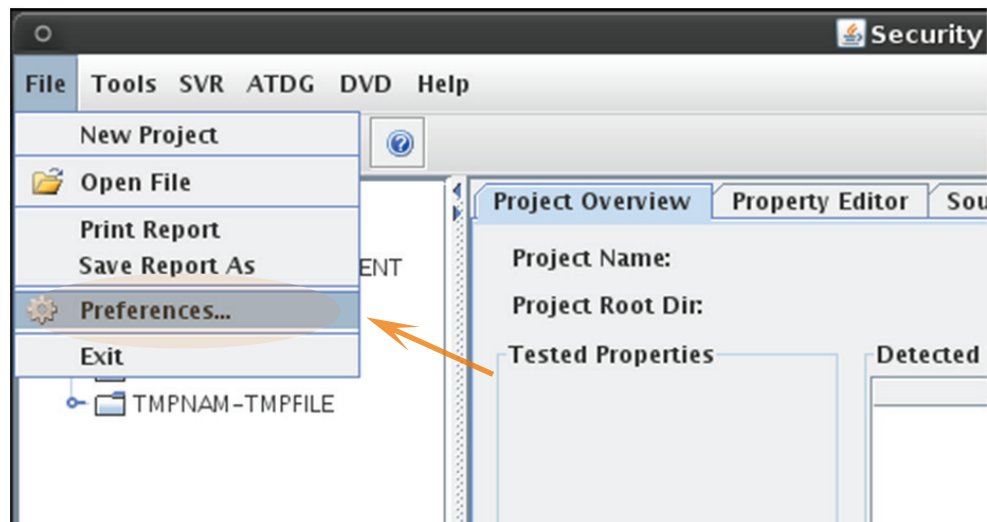 Security
File Tools SVR ATDG DVD Help
New Project
Open File
Print Report
Save Report As
ENT
Preferences...
Exit
TMPNAM-TMPFILE
Project Overview Property Editor Sou
Project Name:
Project Root Dir:
Tested Properties
Detected